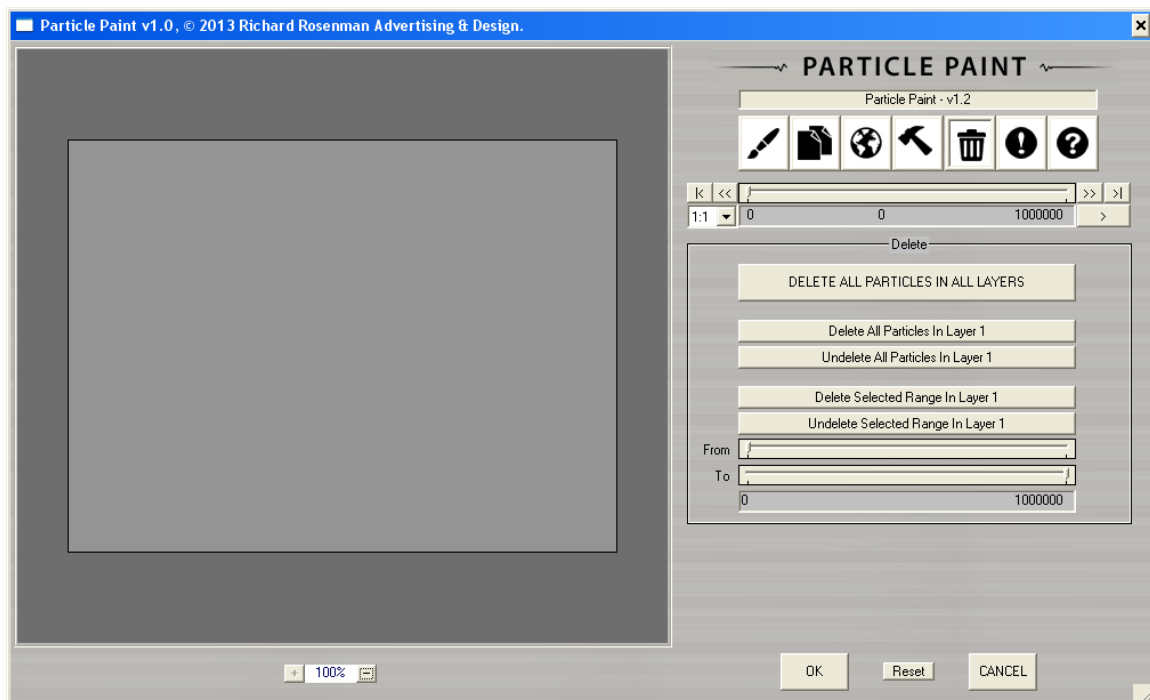 Particle Paint v1.0, © 2013 Richard Rosenman Advertising & Design.
PARTICLE PAINT
Particle Paint - v1.2
|< << >> >|
1:1 0 0 1000000 >
Delete
DELETE ALL PARTICLES IN ALL LAYERS
Delete All Particles In Layer 1
Undelete All Particles In Layer 1
Delete Selected Range In Layer 1
Undelete Selected Range In Layer 1
From
To
0 1000000
+ 100% -
OK Reset CANCEL